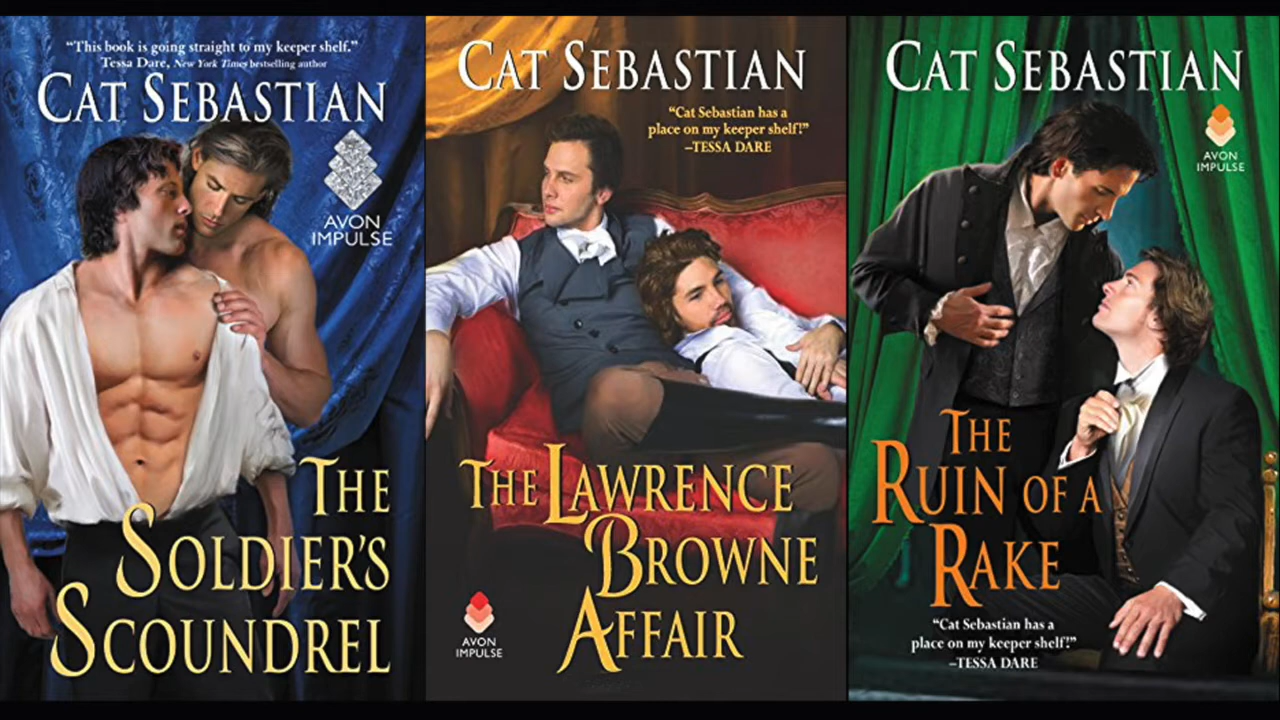 “This book is going straight to my keeper shelf.”
Tessa Dare, New York Times bestselling author
CAT SEBASTIAN
AVON
IMPULSE
THE
SOLDIER’S
SCOUNDREL
CAT SEBASTIAN
“Cat Sebastian has a
place on my keeper shelf!”
–TESSA DARE
THE LAWRENCE
BROWNE
AFFAIR
AVON
IMPULSE
CAT SEBASTIAN
AVON
IMPULSE
THE
RUIN OF A
RAKE
“Cat Sebastian has a
place on my keeper shelf!”
–TESSA DARE